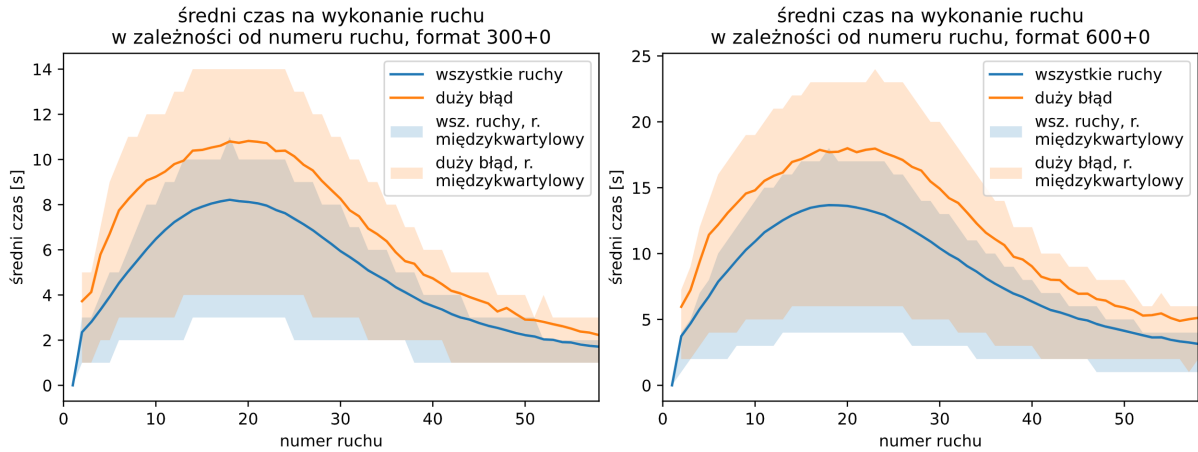 średni czas na wykonanie ruchu
w zależności od numeru ruchu, format 300+0
14
12
10
8
6
4
2
0
średni czas [s]
wszystkie ruchy
duży błąd
wsz. ruchy, r.
międzykwartylowy
duży błąd, r.
międzykwartylowy
0
10
20
30
40
50
numer ruchu
średni czas na wykonanie ruchu
w zależności od numeru ruchu, format 600+0
25
20
15
10
5
0
średni czas [s]
wszystkie ruchy
duży błąd
wsz. ruchy, r.
międzykwartylowy
duży błąd, r.
międzykwartylowy
0
10
20
30
40
50
numer ruchu